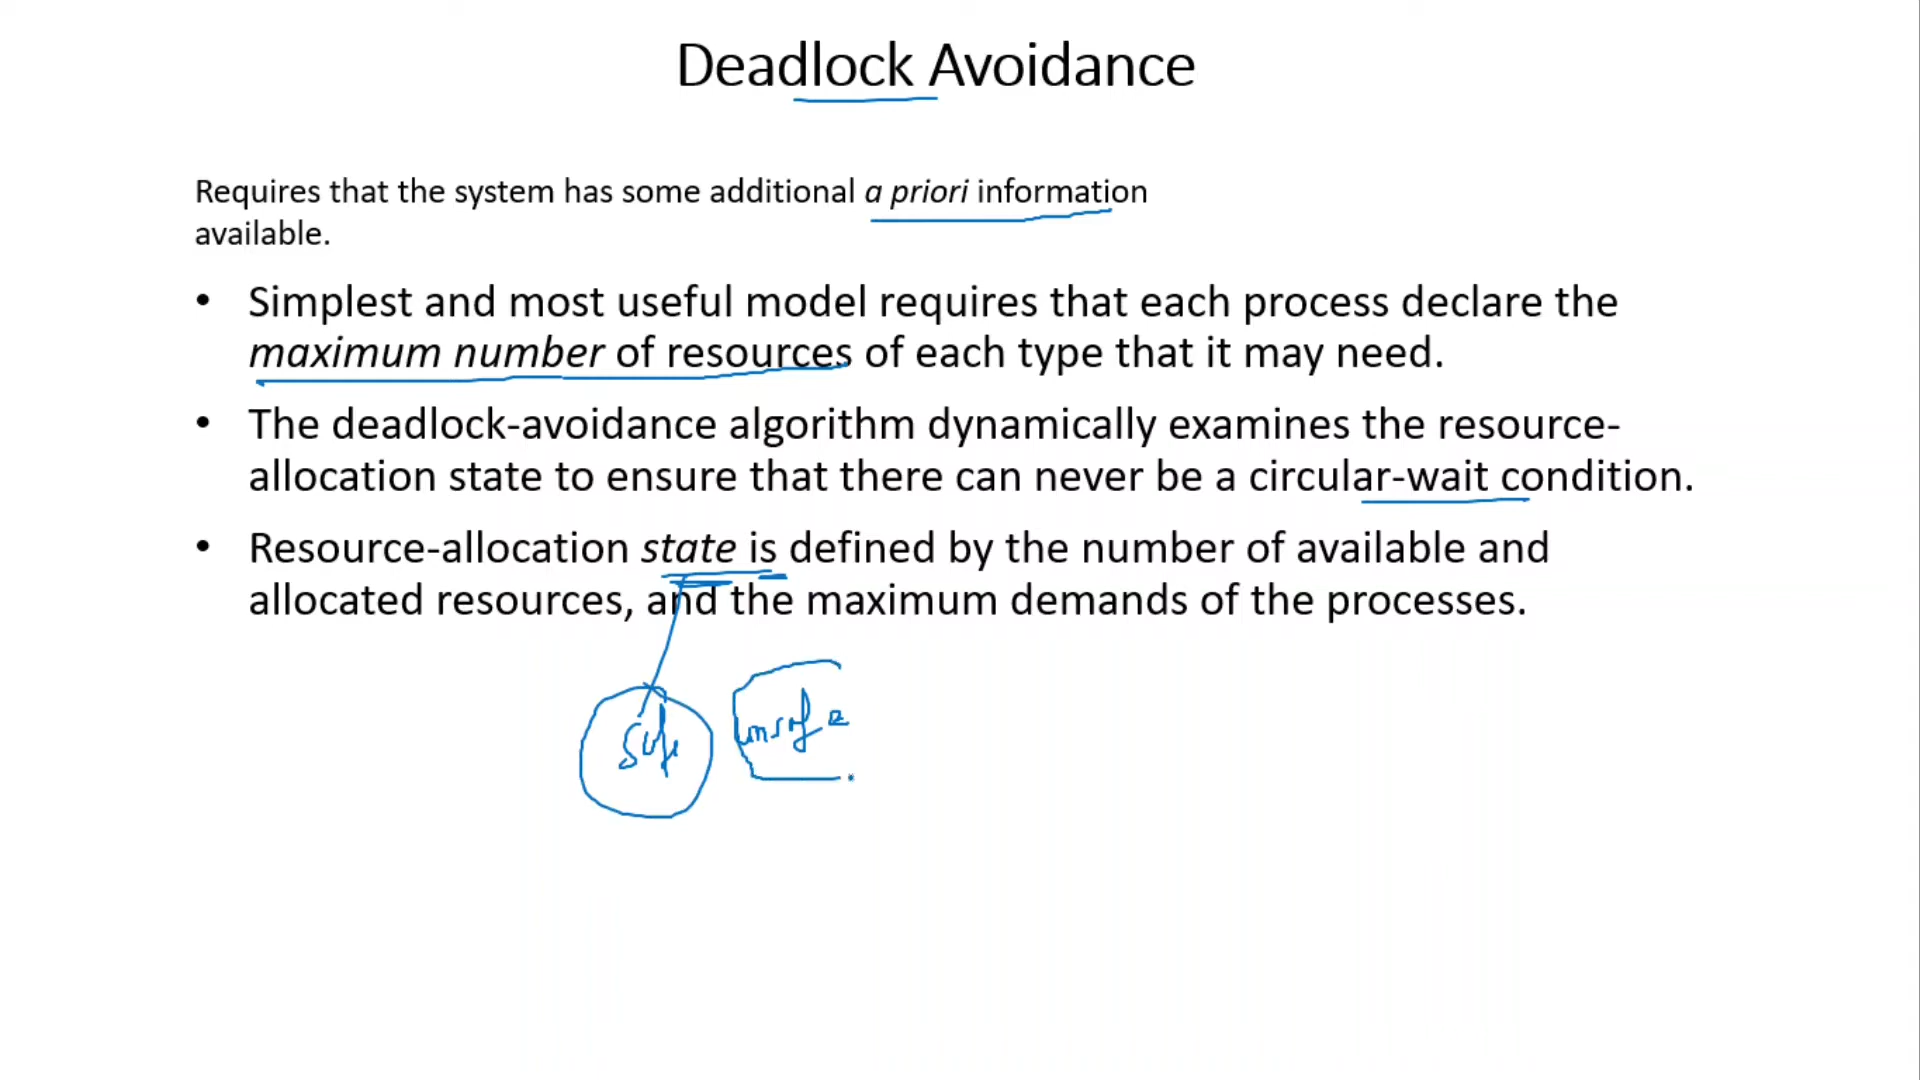 Deadlock Avoidance
Requires that the system has some additional a priori information
available.
• Simplest and most useful model requires that each process declare the
maximum number of resources of each type that it may need.
• The deadlock-avoidance algorithm dynamically examines the resource-
allocation state to ensure that there can never be a circular-wait condition.
• Resource-allocation state is defined by the number of available and
allocated resources, and the maximum demands of the processes.
safe unsafe